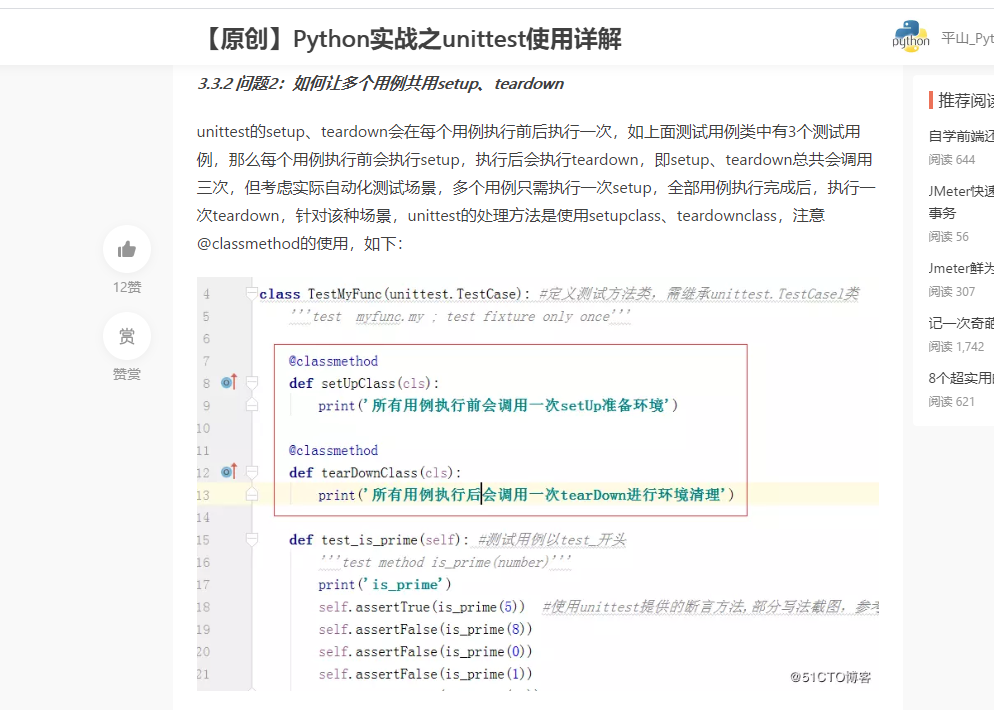 【原创】Python实战之unittest使用详解
python
平山_Pyt
3.3.2 问题2：如何让多个用例共用setup、teardown
unittest的setup、teardown会在每个用例执行前后执行一次，如上面测试用例类中有3个测试用
例，那么每个用例执行前会执行setup，执行后会执行teardown，即setup、teardown总共会调用
三次，但考虑实际自动化测试场景，多个用例只需执行一次setup，全部用例执行完成后，执行一
次teardown，针对该种场景，unittest的处理方法是使用setupclass、teardownclass，注意
@classmethod的使用，如下：
12赞
赏
赞赏
4 class TestMyFunc(unittest.TestCase): #定义测试方法类，需继承unittest.TestCasel类
5 '''test myfunc.my ; test fixture only once'''
6
7 @classmethod
8 def setUpClass(cls):
9 print('所有用例执行前会调用一次setUp准备环境')
10
11 @classmethod
12 def tearDownClass(cls):
13 print('所有用例执行后会调用一次tearDown进行环境清理')
14
15 def test_is_prime(self): #测试用例以test_开头
16 '''test method is_prime(number)'''
17 print('is_prime')
18 self.assertTrue(is_prime(5)) #使用unittest提供的断言方法,部分写法截图，参考
19 self.assertFalse(is_prime(8))
20 self.assertFalse(is_prime(0))
21 self.assertFalse(is_prime(1))
@51CTO博客
推荐阅读
自学前端还
阅读 644
JMeter快速
事务
阅读 56
Jmeter鲜为
阅读 307
记一次奇葩
阅读 1,742
8个超实用的
阅读 621